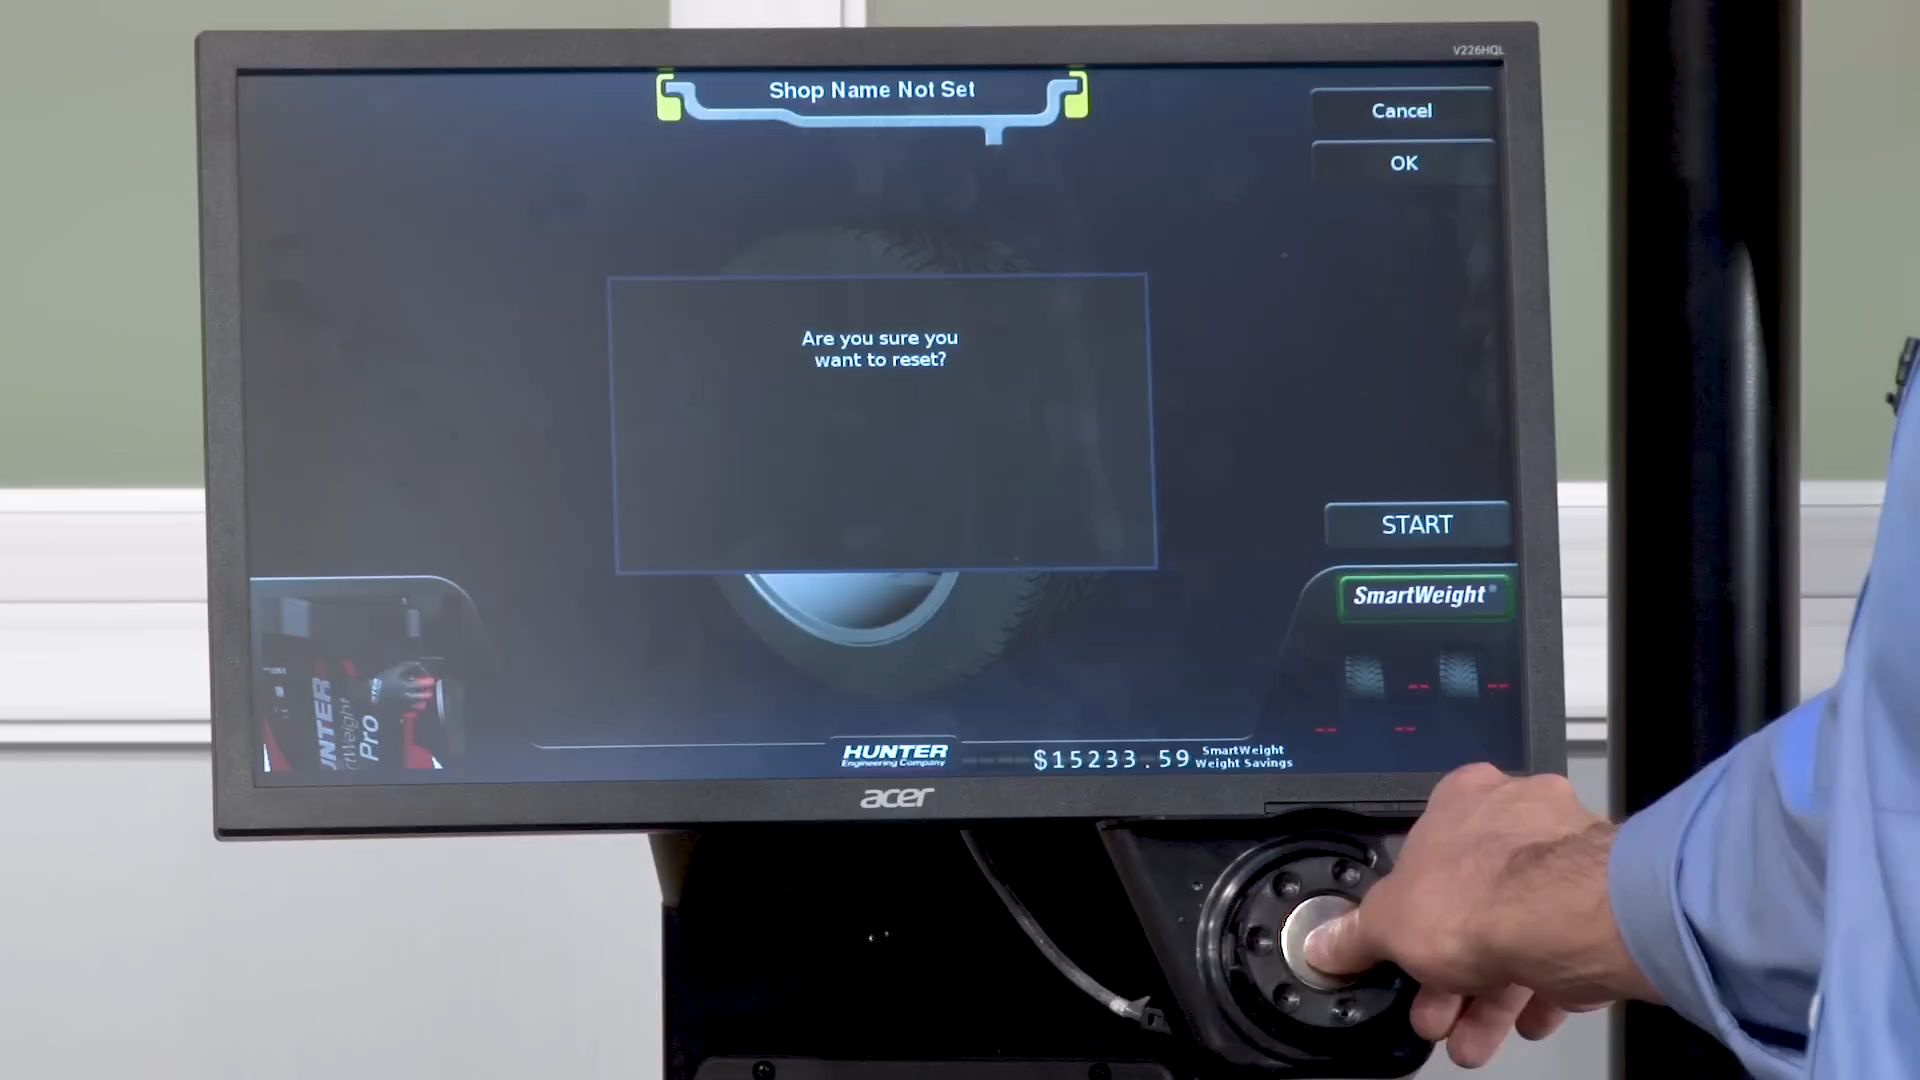 V226HQL
Shop Name Not Set
Cancel
OK
Are you sure you
want to reset?
START
SmartWeight®
Pro
HUNTER
Engineering Company
$15233.59
SmartWeight
Weight Savings
acer